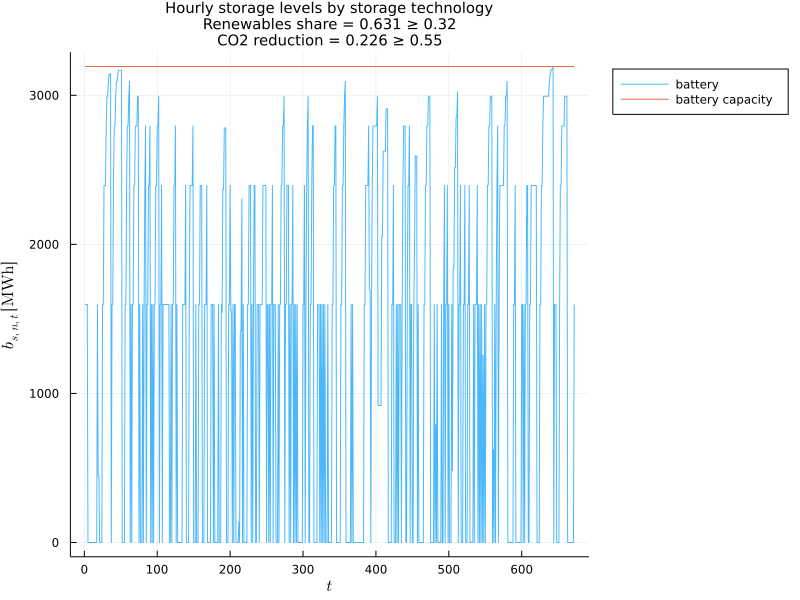 Hourly storage levels by storage technology
Renewables share = 0.631 ≥ 0.32
CO2 reduction = 0.226 ≥ 0.55
battery
battery capacity
b_{s, n, t} [MWh]
3000
2000
1000
0
0 100 200 300 400 500 600
t